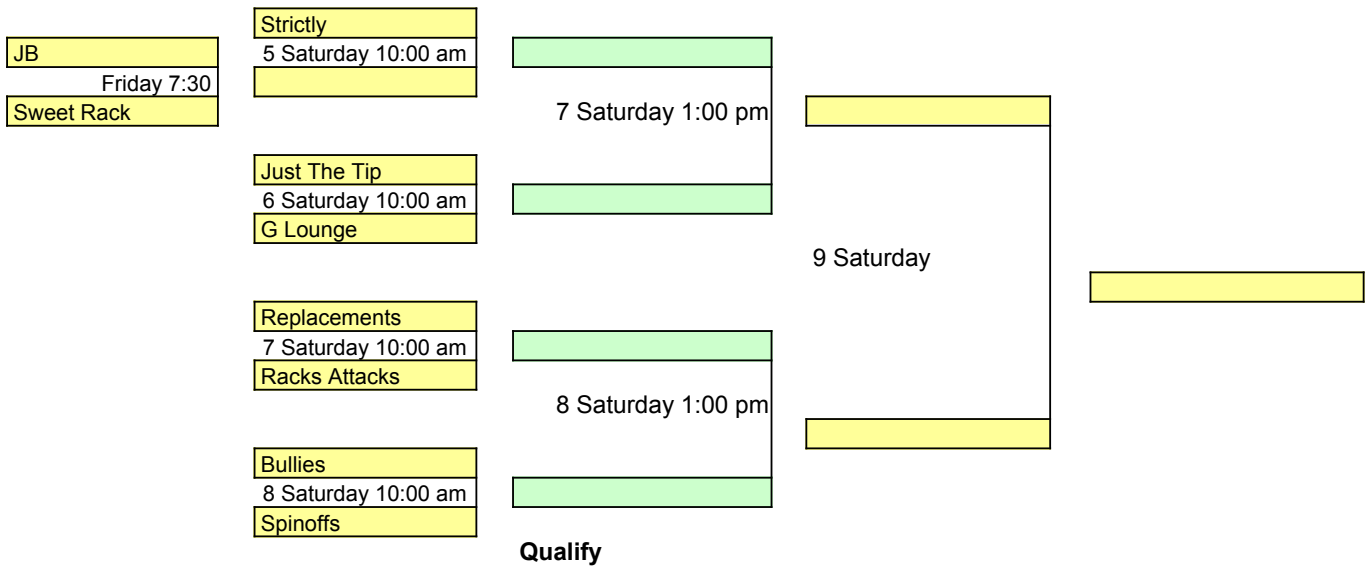 Strictly
JB
5 Saturday 10:00 am
Friday 7:30
Sweet Rack
7 Saturday 1:00 pm
Just The Tip
6 Saturday 10:00 am
G Lounge
9 Saturday
Replacements
7 Saturday 10:00 am
Racks Attacks
8 Saturday 1:00 pm
Bullies
8 Saturday 10:00 am
Spinoffs
Qualify